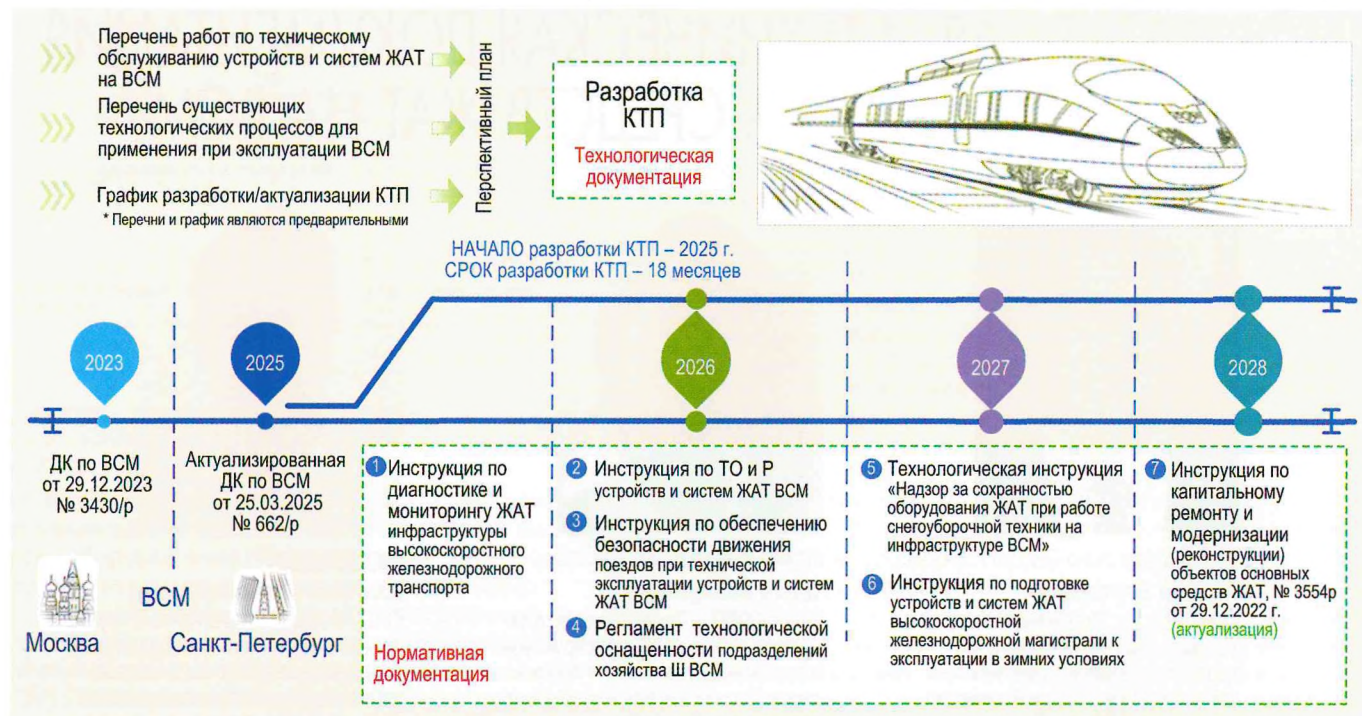 Перечень работ по техническому
обслуживанию устройств и систем ЖАТ
на ВСМ
Перечень существующих
технологических процессов для
применения при эксплуатации ВСМ
График разработки/актуализации КТП
* Перечни и график являются предварительными
Перспективный план
Разработка
КТП
Технологическая
документация
НАЧАЛО разработки КТП – 2025 г.
СРОК разработки КТП – 18 месяцев
2023
2025
2026
2027
2028
ДК по ВСМ
от 29.12.2023
№ 3430/р
Актуализированная
ДК по ВСМ
от 25.03.2025
№ 662/р
ВСМ
Москва
Санкт-Петербург
1 Инструкция по
диагностике и
мониторингу ЖАТ
инфраструктуры
высокоскоростного
железнодорожного
транспорта
Нормативная
документация
2 Инструкция по ТО и Р
устройств и систем ЖАТ ВСМ
3 Инструкция по обеспечению
безопасности движения
поездов при технической
эксплуатации устройств и систем
ЖАТ ВСМ
4 Регламент технологической
оснащенности подразделений
хозяйства Ш ВСМ
5 Технологическая инструкция
«Надзор за сохранностью
оборудования ЖАТ при работе
снегоуборочной техники на
инфраструктуре ВСМ»
6 Инструкция по подготовке
устройств и систем ЖАТ
высокоскоростной
железнодорожной магистрали к
эксплуатации в зимних условиях
7 Инструкция по
капитальному
ремонту и
модернизации
(реконструкции)
объектов основных
средств ЖАТ, № 3554р
от 29.12.2022 г.
(актуализация)